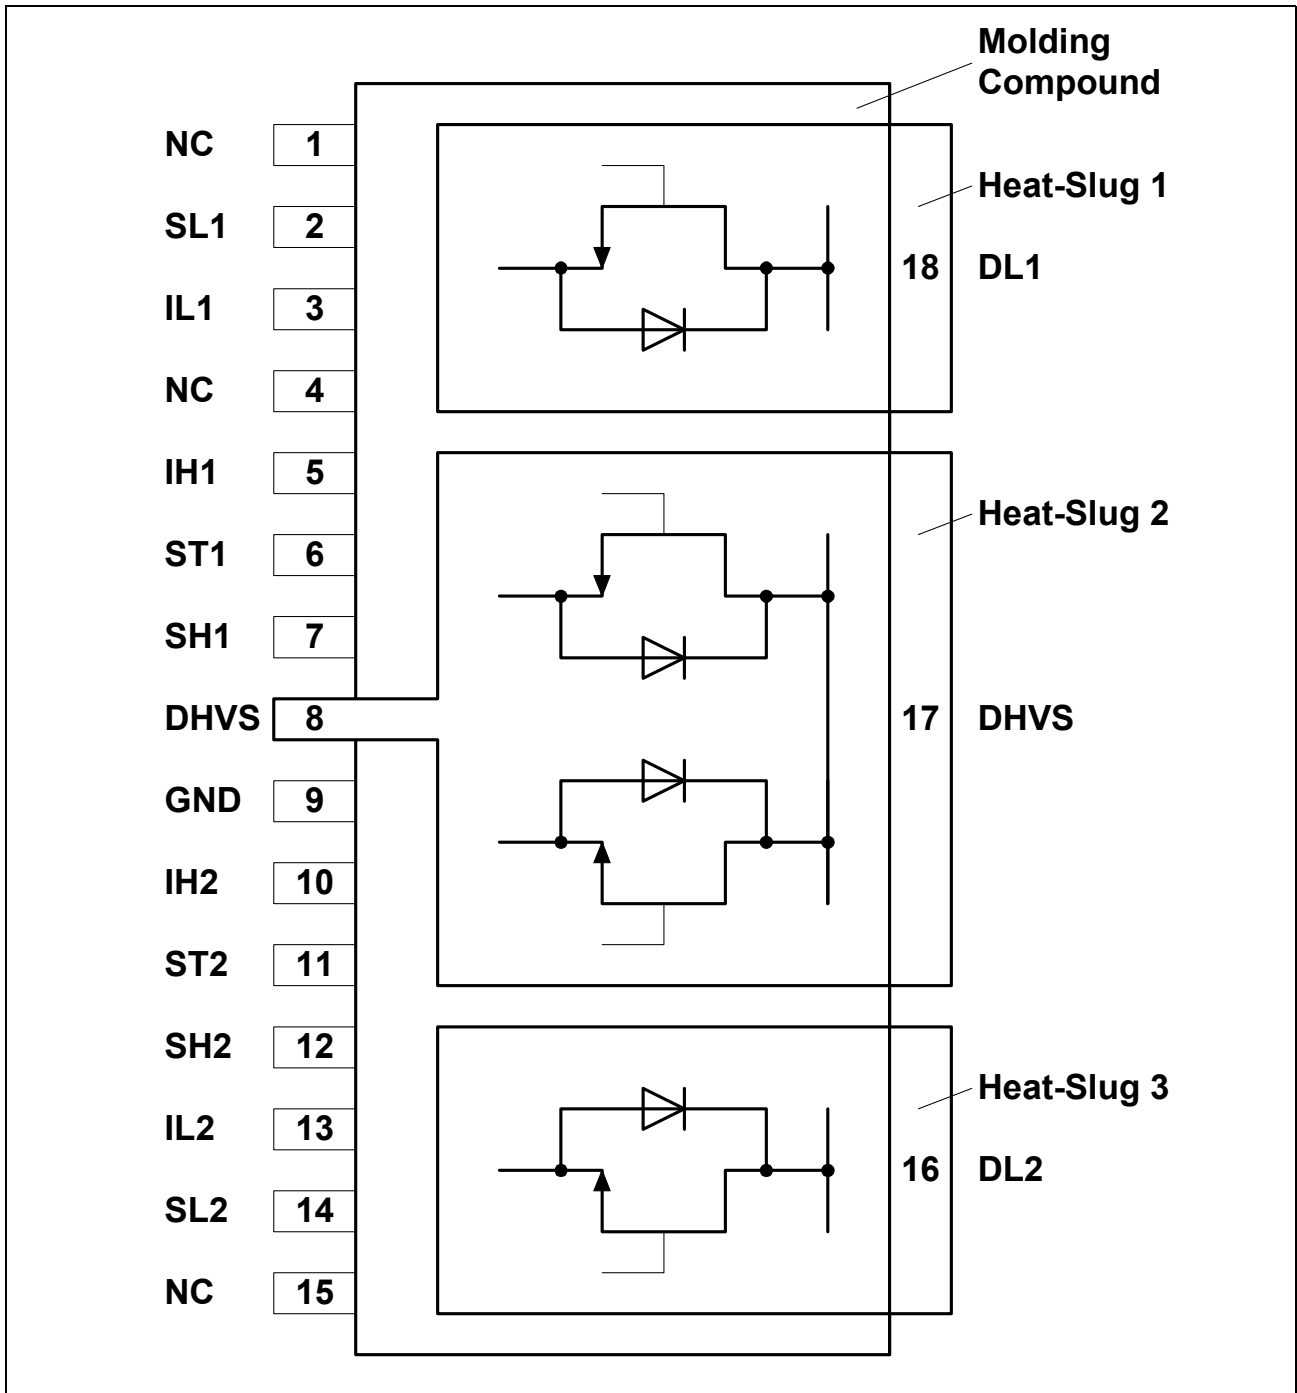 Molding
Compound
NC 1
Heat-Slug 1
SL1 2
18 DL1
IL1 3
NC 4
IH1 5
Heat-Slug 2
ST1 6
SH1 7
DHVS 8
17 DHVS
GND 9
IH2 10
ST2 11
SH2 12
Heat-Slug 3
IL2 13
16 DL2
SL2 14
NC 15